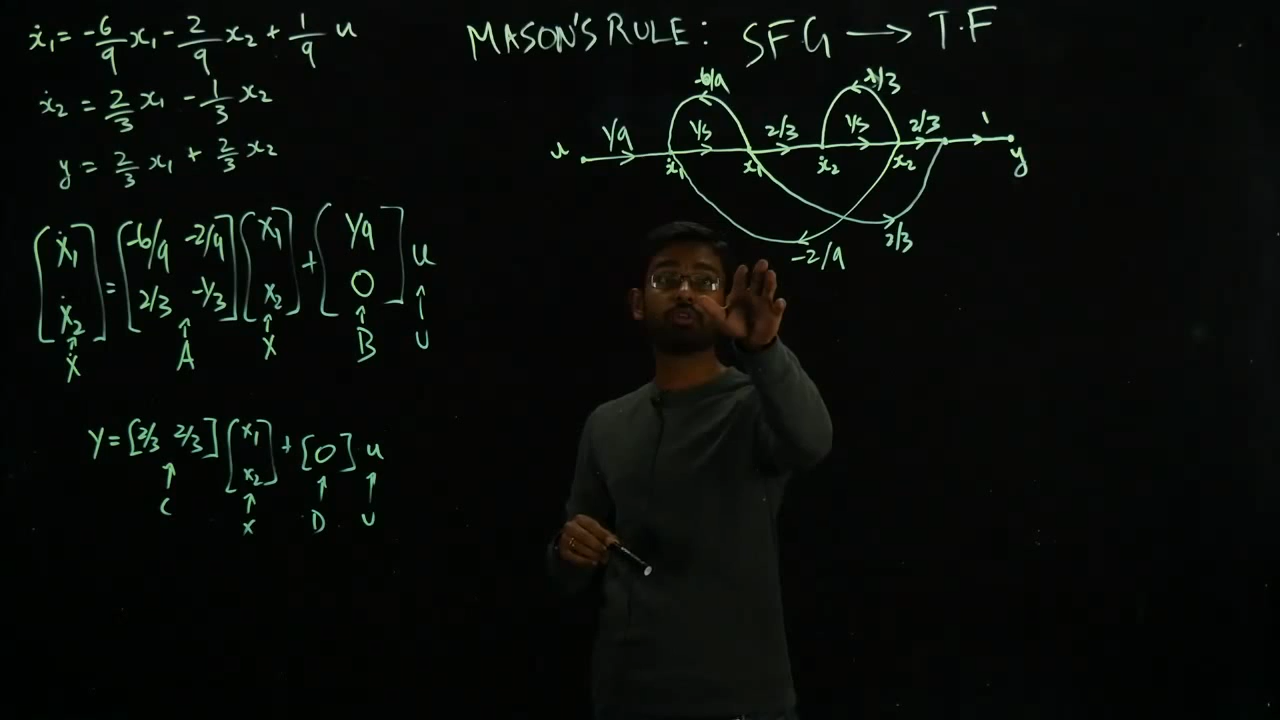 ẋ₁ = -6/9 x₁ - 2/9 x₂ + 1/9 u
ẋ₂ = 2/3 x₁ - 1/3 x₂
y = 2/3 x₁ + 2/3 x₂
[Ẋ₁ Ẋ₂] = [-6/9 -2/9 2/3 -1/3] [X₁ X₂] + [1/9 0] u
↑ ↑ ↑ ↑ ↑
Ẋ A X B U
Y = [2/3 2/3] [x₁ x₂] + [0] u
↑ ↑ ↑ ↑
C X D U
MASON'S RULE: SFG → T.F
-6/9
1/9 1/s 2/3 1/s 2/3 1
u ẋ₁ x₁ ẋ₂ x₂ y
2/3
-2/9